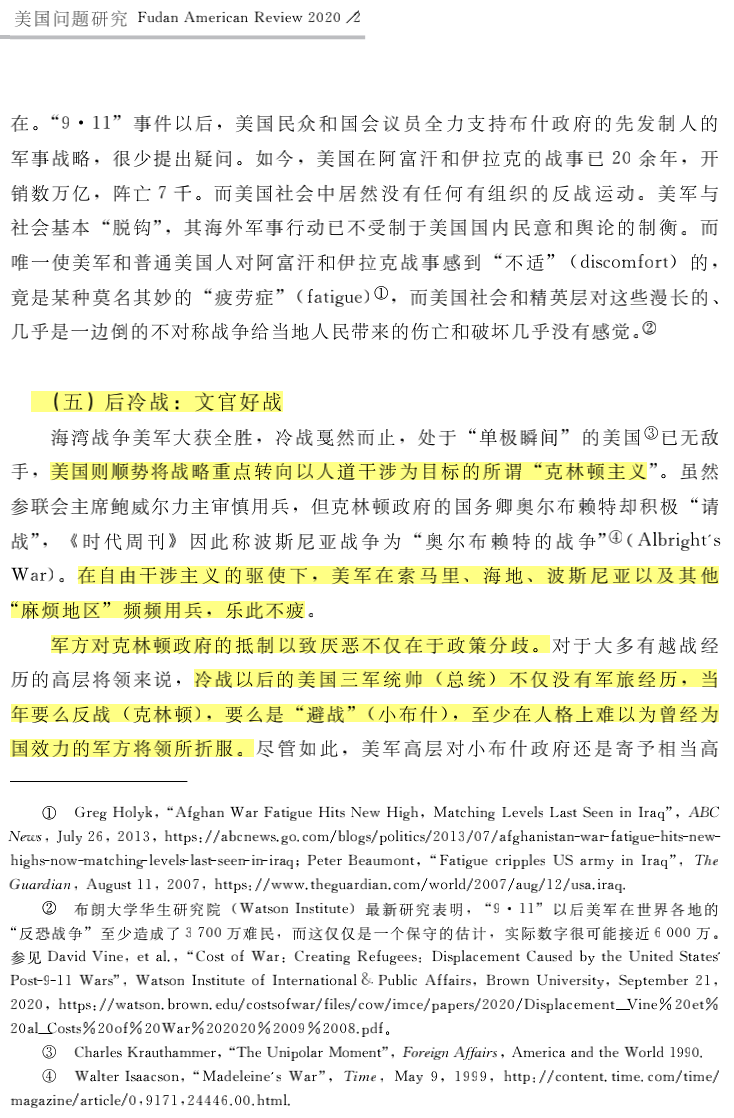 美国问题研究 Fudan American Review 2020 /2
在。“9·11”事件以后，美国民众和国会议员全力支持布什政府的先发制人的
军事战略，很少提出疑问。如今，美国在阿富汗和伊拉克的战事已 20 余年，开
销数万亿，阵亡 7 千。而美国社会中居然没有任何有组织的反战运动。美军与
社会基本“脱钩”，其海外军事行动已不受制于美国国内民意和舆论的制衡。而
唯一使美军和普通美国人对阿富汗和伊拉克战事感到“不适”（discomfort）的，
竟是某种莫名其妙的“疲劳症”（fatigue）①，而美国社会和精英层对这些漫长的、
几乎是一边倒的不对称战争给当地人民带来的伤亡和破坏几乎没有感觉。②
（五）后冷战：文官好战
海湾战争美军大获全胜，冷战戛然而止，处于“单极瞬间”的美国③已无敌
手，美国则顺势将战略重点转向以人道干涉为目标的所谓“克林顿主义”。虽然
参联会主席鲍威尔力主审慎用兵，但克林顿政府的国务卿奥尔布赖特却积极“请
战”，《时代周刊》因此称波斯尼亚战争为“奥尔布赖特的战争”④（Albright's
War）。在自由干涉主义的驱使下，美军在索马里、海地、波斯尼亚以及其他
“麻烦地区”频频用兵，乐此不疲。
军方对克林顿政府的抵制以致厌恶不仅在于政策分歧。对于大多有越战经
历的高层将领来说，冷战以后的美国三军统帅（总统）不仅没有军旅经历，当
年要么反战（克林顿），要么是“避战”（小布什），至少在人格上难以为曾经为
国效力的军方将领所折服。尽管如此，美军高层对小布什政府还是寄予相当高
① Greg Holyk, “Afghan War Fatigue Hits New High, Matching Levels Last Seen in Iraq”, ABC
News, July 26, 2013, https://abcnews.go.com/blogs/politics/2013/07/afghanistan-war-fatigue-hits-new-
highs-now-matching-levels-last-seen-in-iraq; Peter Beaumont, “Fatigue cripples US army in Iraq”, The
Guardian, August 11, 2007, https://www.theguardian.com/world/2007/aug/12/usa.iraq.
② 布朗大学华生研究院（Watson Institute）最新研究表明，“9·11”以后美军在世界各地的
“反恐战争”至少造成了 3 700 万难民，而这仅仅是一个保守的估计，实际数字很可能接近 6 000 万。
参见 David Vine, et al., “Cost of War: Creating Refugees: Displacement Caused by the United States'
Post-9-11 Wars”, Watson Institute of International & Public Affairs, Brown University, September 21,
2020, https://watson.brown.edu/costsofwar/files/cow/imce/papers/2020/Displacement_Vine%20et%
20al_Costs%20of%20War%202020%2009%2008.pdf。
③ Charles Krauthammer, “The Unipolar Moment”, Foreign Affairs, America and the World 1990.
④ Walter Isaacson, “Madeleine's War”, Time, May 9, 1999, http://content.time.com/time/
magazine/article/0,9171,24446,00.html.